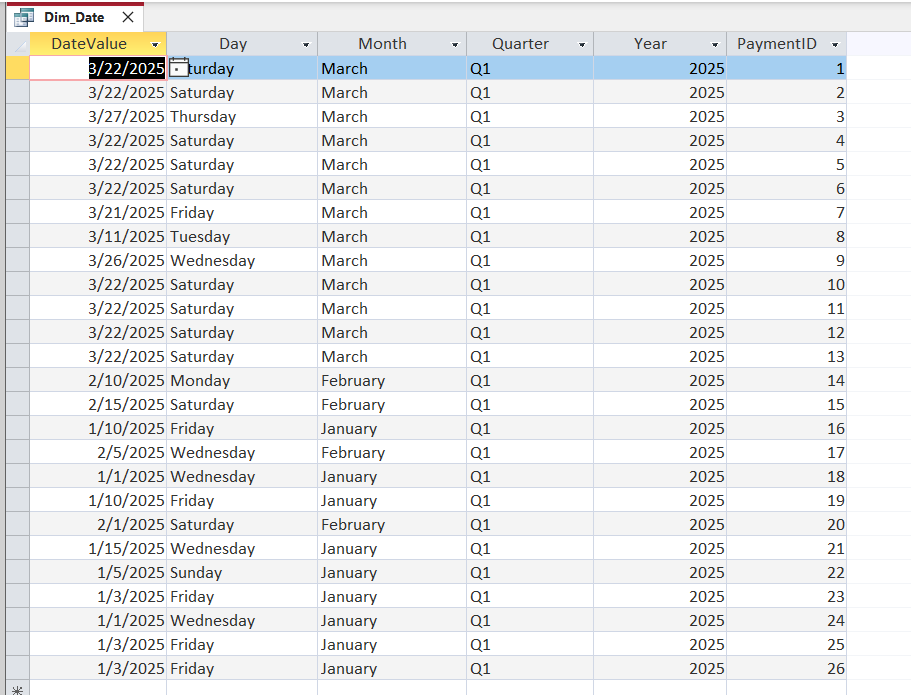 Dim_Date
DateValue Day Month Quarter Year PaymentID
3/22/2025 turday March Q1 2025 1
3/22/2025 Saturday March Q1 2025 2
3/27/2025 Thursday March Q1 2025 3
3/22/2025 Saturday March Q1 2025 4
3/22/2025 Saturday March Q1 2025 5
3/22/2025 Saturday March Q1 2025 6
3/21/2025 Friday March Q1 2025 7
3/11/2025 Tuesday March Q1 2025 8
3/26/2025 Wednesday March Q1 2025 9
3/22/2025 Saturday March Q1 2025 10
3/22/2025 Saturday March Q1 2025 11
3/22/2025 Saturday March Q1 2025 12
3/22/2025 Saturday March Q1 2025 13
2/10/2025 Monday February Q1 2025 14
2/15/2025 Saturday February Q1 2025 15
1/10/2025 Friday January Q1 2025 16
2/5/2025 Wednesday February Q1 2025 17
1/1/2025 Wednesday January Q1 2025 18
1/10/2025 Friday January Q1 2025 19
2/1/2025 Saturday February Q1 2025 20
1/15/2025 Wednesday January Q1 2025 21
1/5/2025 Sunday January Q1 2025 22
1/3/2025 Friday January Q1 2025 23
1/1/2025 Wednesday January Q1 2025 24
1/3/2025 Friday January Q1 2025 25
1/3/2025 Friday January Q1 2025 26